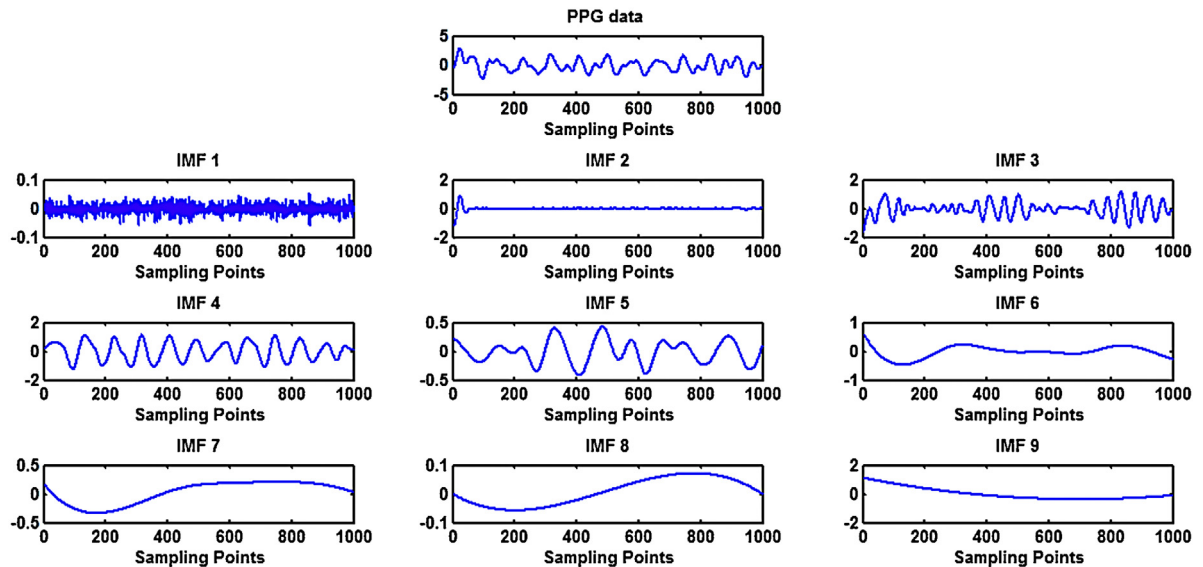 PPG data
5
0
-5
0 200 400 600 800 1000
Sampling Points
IMF 1
0.1
0
-0.1
0 200 400 600 800 1000
Sampling Points
IMF 2
2
0
-2
0 200 400 600 800 1000
Sampling Points
IMF 3
2
0
-2
0 200 400 600 800 1000
Sampling Points
IMF 4
2
0
-2
0 200 400 600 800 1000
Sampling Points
IMF 5
0.5
0
-0.5
0 200 400 600 800 1000
Sampling Points
IMF 6
1
0
-1
0 200 400 600 800 1000
Sampling Points
IMF 7
0.5
0
-0.5
0 200 400 600 800 1000
Sampling Points
IMF 8
0.1
0
-0.1
0 200 400 600 800 1000
Sampling Points
IMF 9
2
0
-2
0 200 400 600 800 1000
Sampling Points